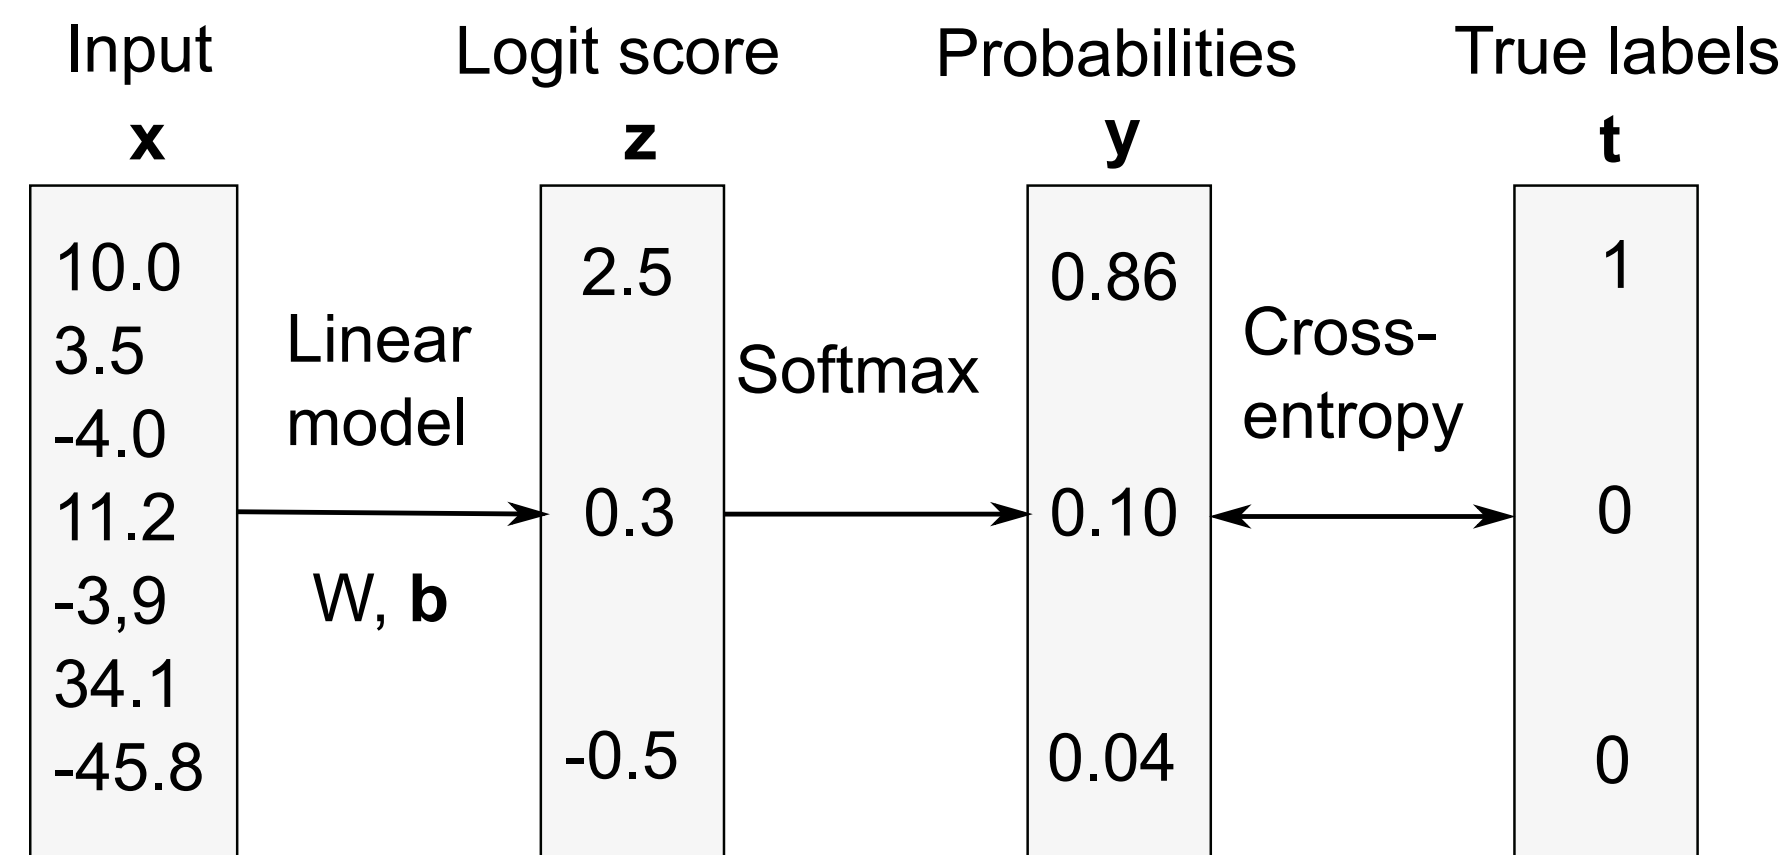 Input
x
10.0
3.5
-4.0
11.2
-3,9
34.1
-45.8
Linear
model
W, b
Logit score
z
2.5
0.3
-0.5
Softmax
Probabilities
y
0.86
0.10
0.04
Cross-
entropy
True labels
t
1
0
0